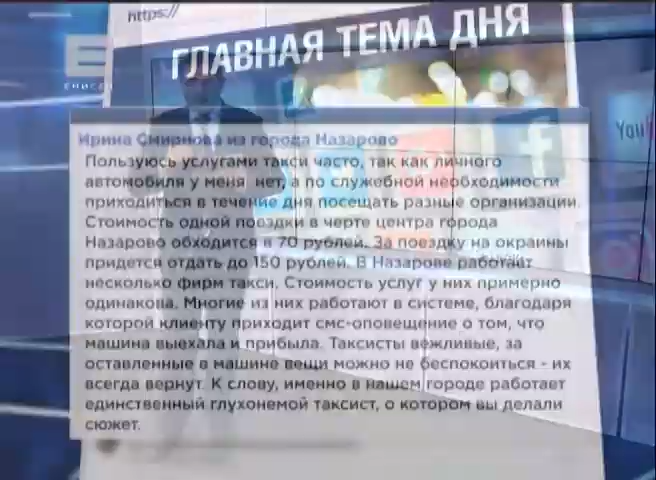 https://
ГЛАВНАЯ ТЕМА ДНЯ
ЕНИСЕЙ
YouT
Ирина Смирнова из города Назарово
Пользуюсь услугами такси часто, так как личного
автомобиля у меня нет, а по служебной необходимости
приходиться в течение дня посещать разные организации.
Стоимость одной поездки в черте центра города
Назарово обходится в 70 рублей. За поездку на окраины
придется отдать до 150 рублей. В Назарове работает
несколько фирм такси. Стоимость услуг у них примерно
одинакова. Многие из них работают в системе, благодаря
которой клиенту приходит смс-оповещение о том, что
машина выехала и прибыла. Таксисты вежливые, за
оставленные в машине вещи можно не беспокоиться - их
всегда вернут. К слову, именно в нашем городе работает
единственный глухонемой таксист, о котором вы делали
сюжет.